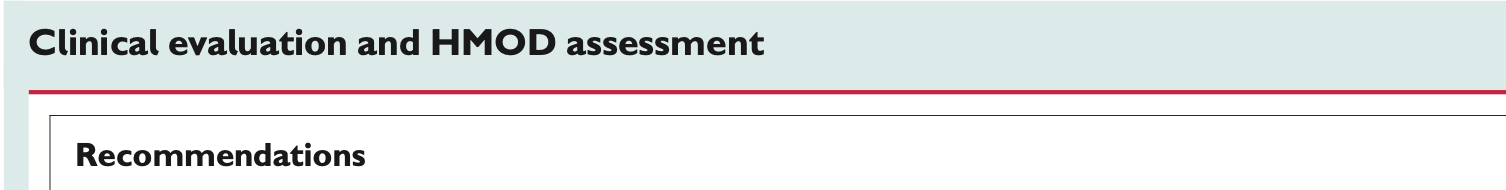 Clinical evaluation and HMOD assessment
Recommendations